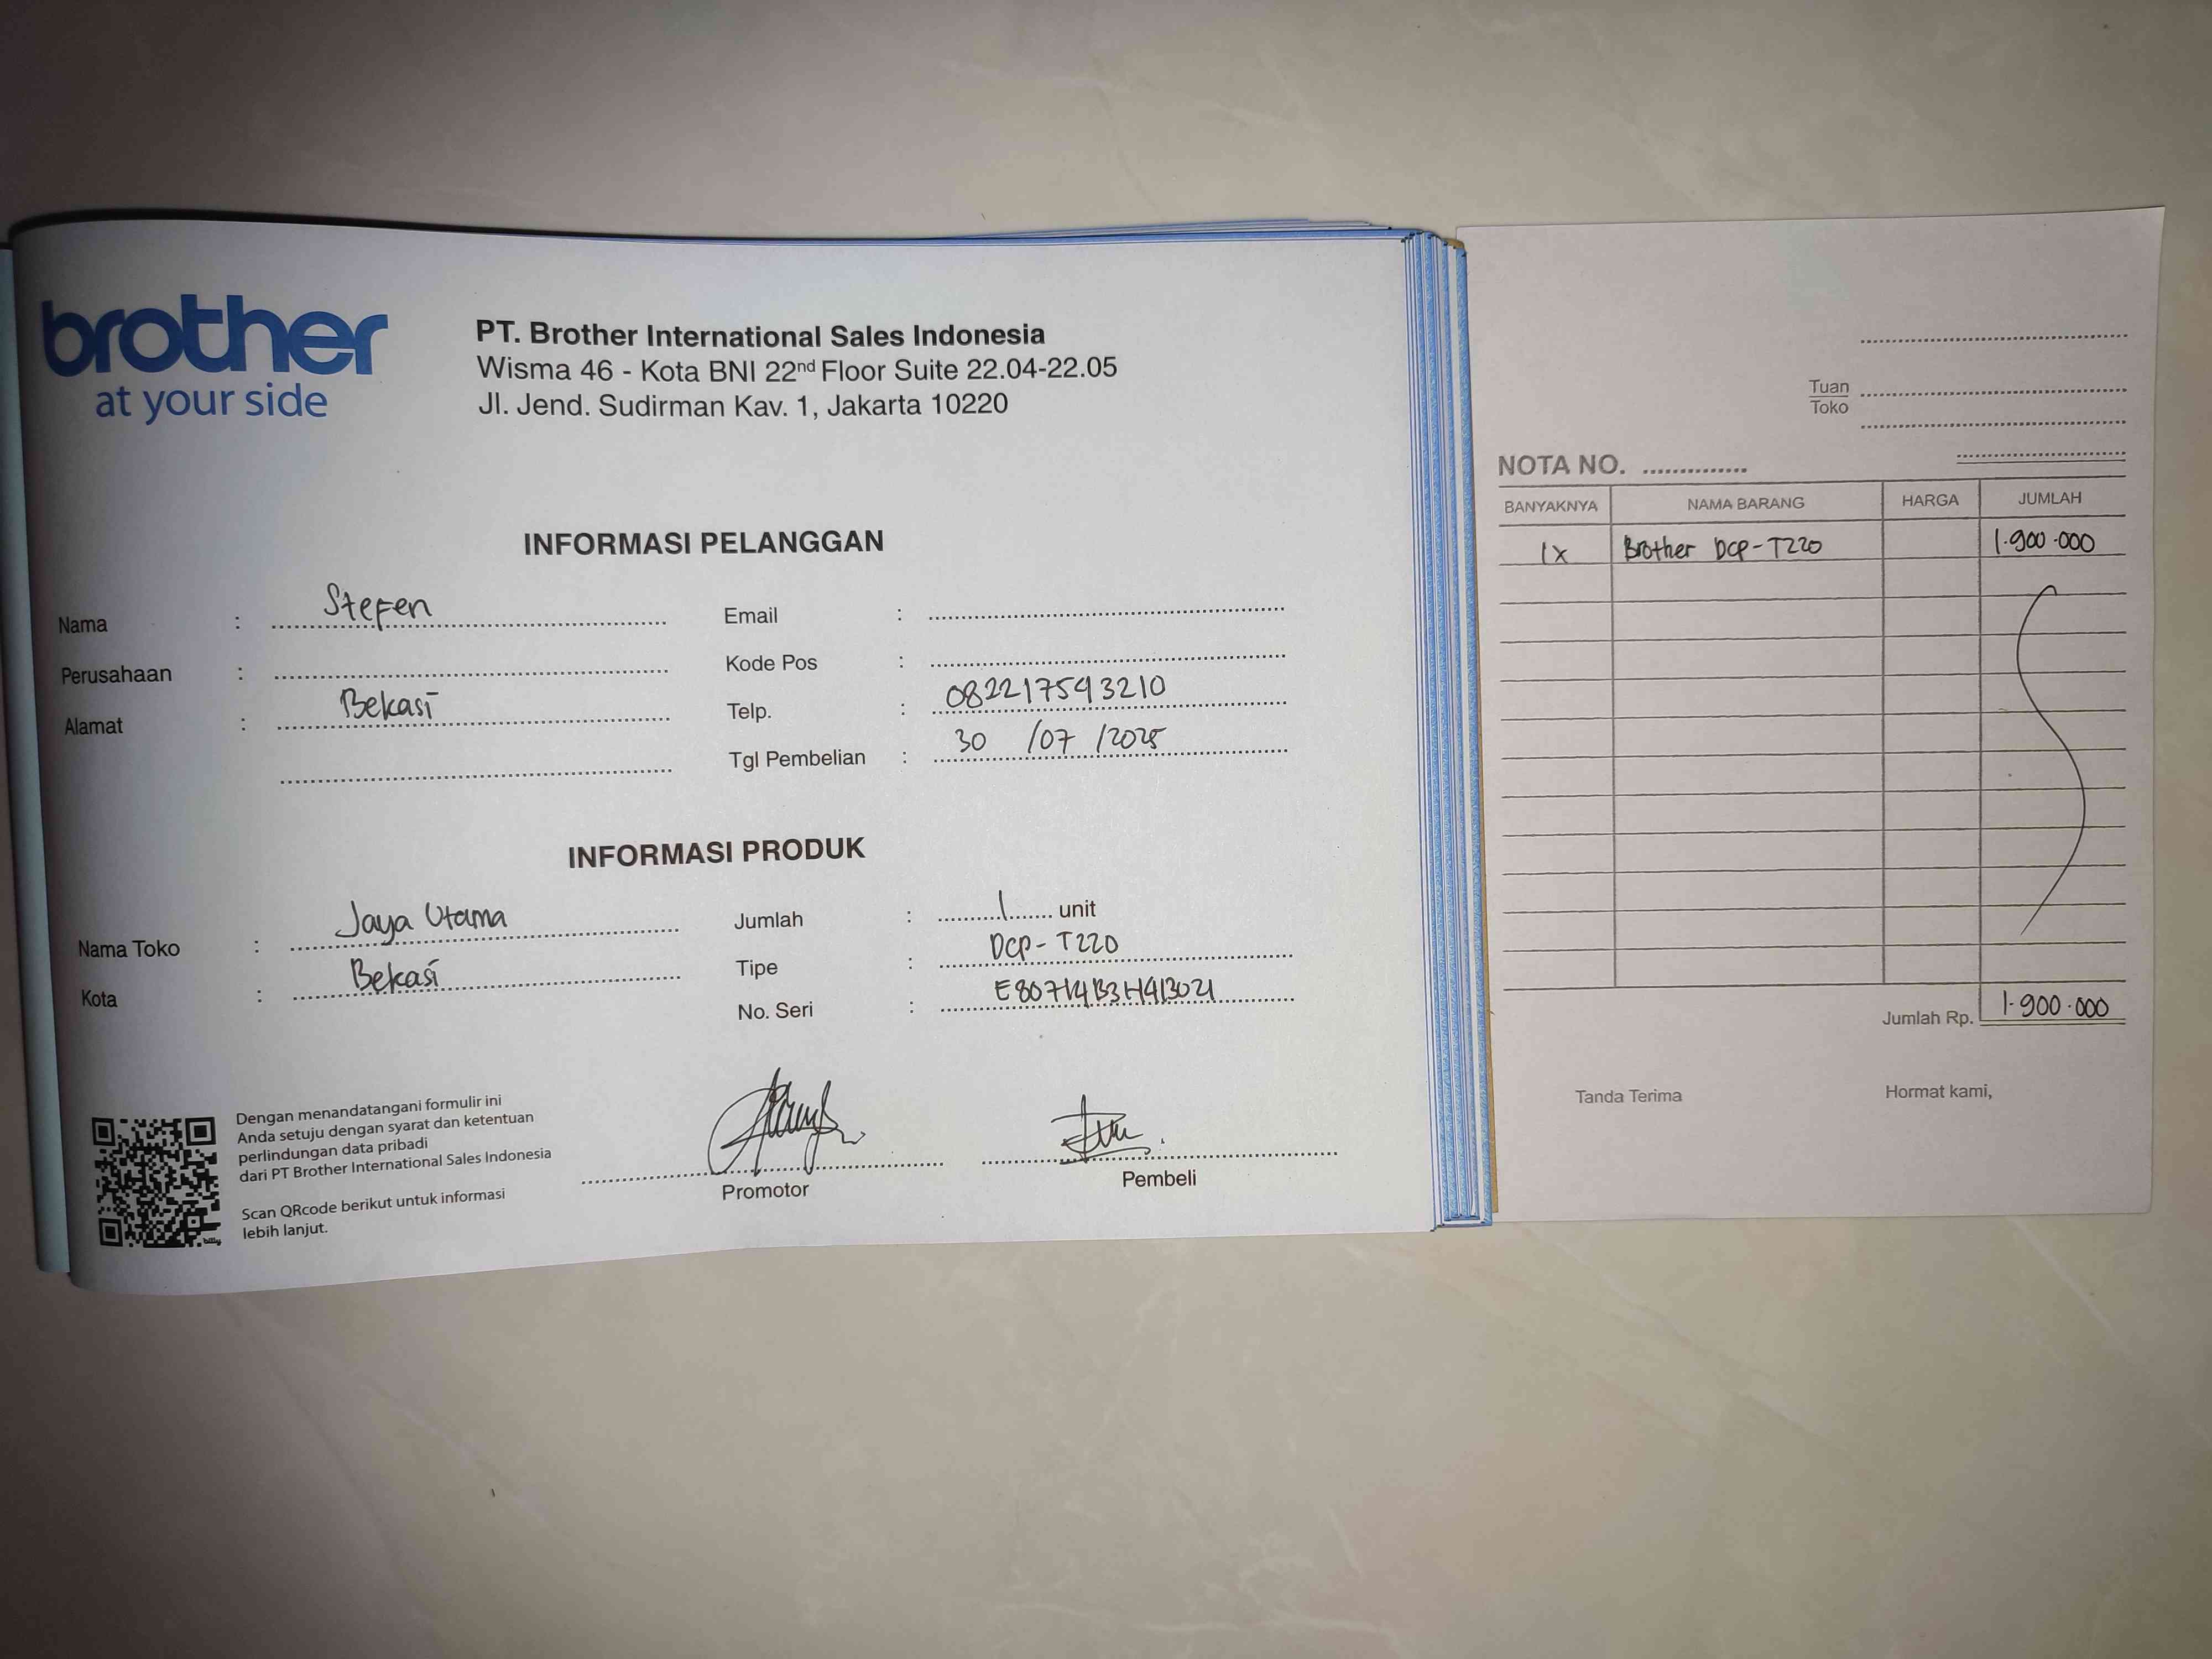 brother
at your side
PT. Brother International Sales Indonesia
Wisma 46 - Kota BNI 22nd Floor Suite 22.04-22.05
Jl. Jend. Sudirman Kav. 1, Jakarta 10220
INFORMASI PELANGGAN
Nama : Stefen
Perusahaan :
Alamat : Bekasi
Email :
Kode Pos :
Telp. : 082217593210
Tgl Pembelian : 30 /07 /2025
INFORMASI PRODUK
Nama Toko : Jaya Utama
Kota : Bekasi
Jumlah : 1 unit
Tipe : DCP-T220
No. Seri :
Dengan menandatangani formulir ini
Anda setuju dengan syarat dan ketentuan
perlindungan data pribadi
dari PT Brother International Sales Indonesia
Scan QRcode berikut untuk informasi
lebih lanjut.
Promotor
Pembeli
Tuan
Toko
NOTA NO.
BANYAKNYA NAMA BARANG HARGA JUMLAH
1x Brother DCP-T220 1.900.000
Jumlah Rp. 1.900.000
Tanda Terima Hormat kami,